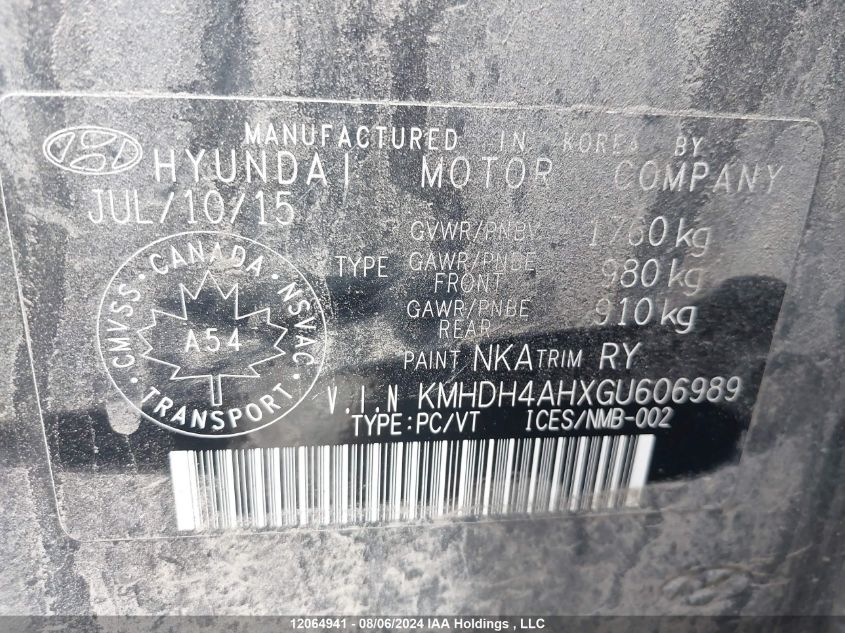 MANUFACTURED IN KOREA BY
HYUNDAI MOTOR COMPANY
JUL/10/15
GVWR/PNBV 1760 kg
TYPE GAWR/PNBE FRONT 980 kg
GAWR/PNBE REAR 910 kg
PAINT NKA TRIM RY
V.I.N KMHDH4AHXGU606989
TYPE:PC/VT ICES/NMB-002
CMVSS · CANADA · NSVAC
A54
TRANSPORT
12064941 - 08/06/2024 IAA Holdings , LLC